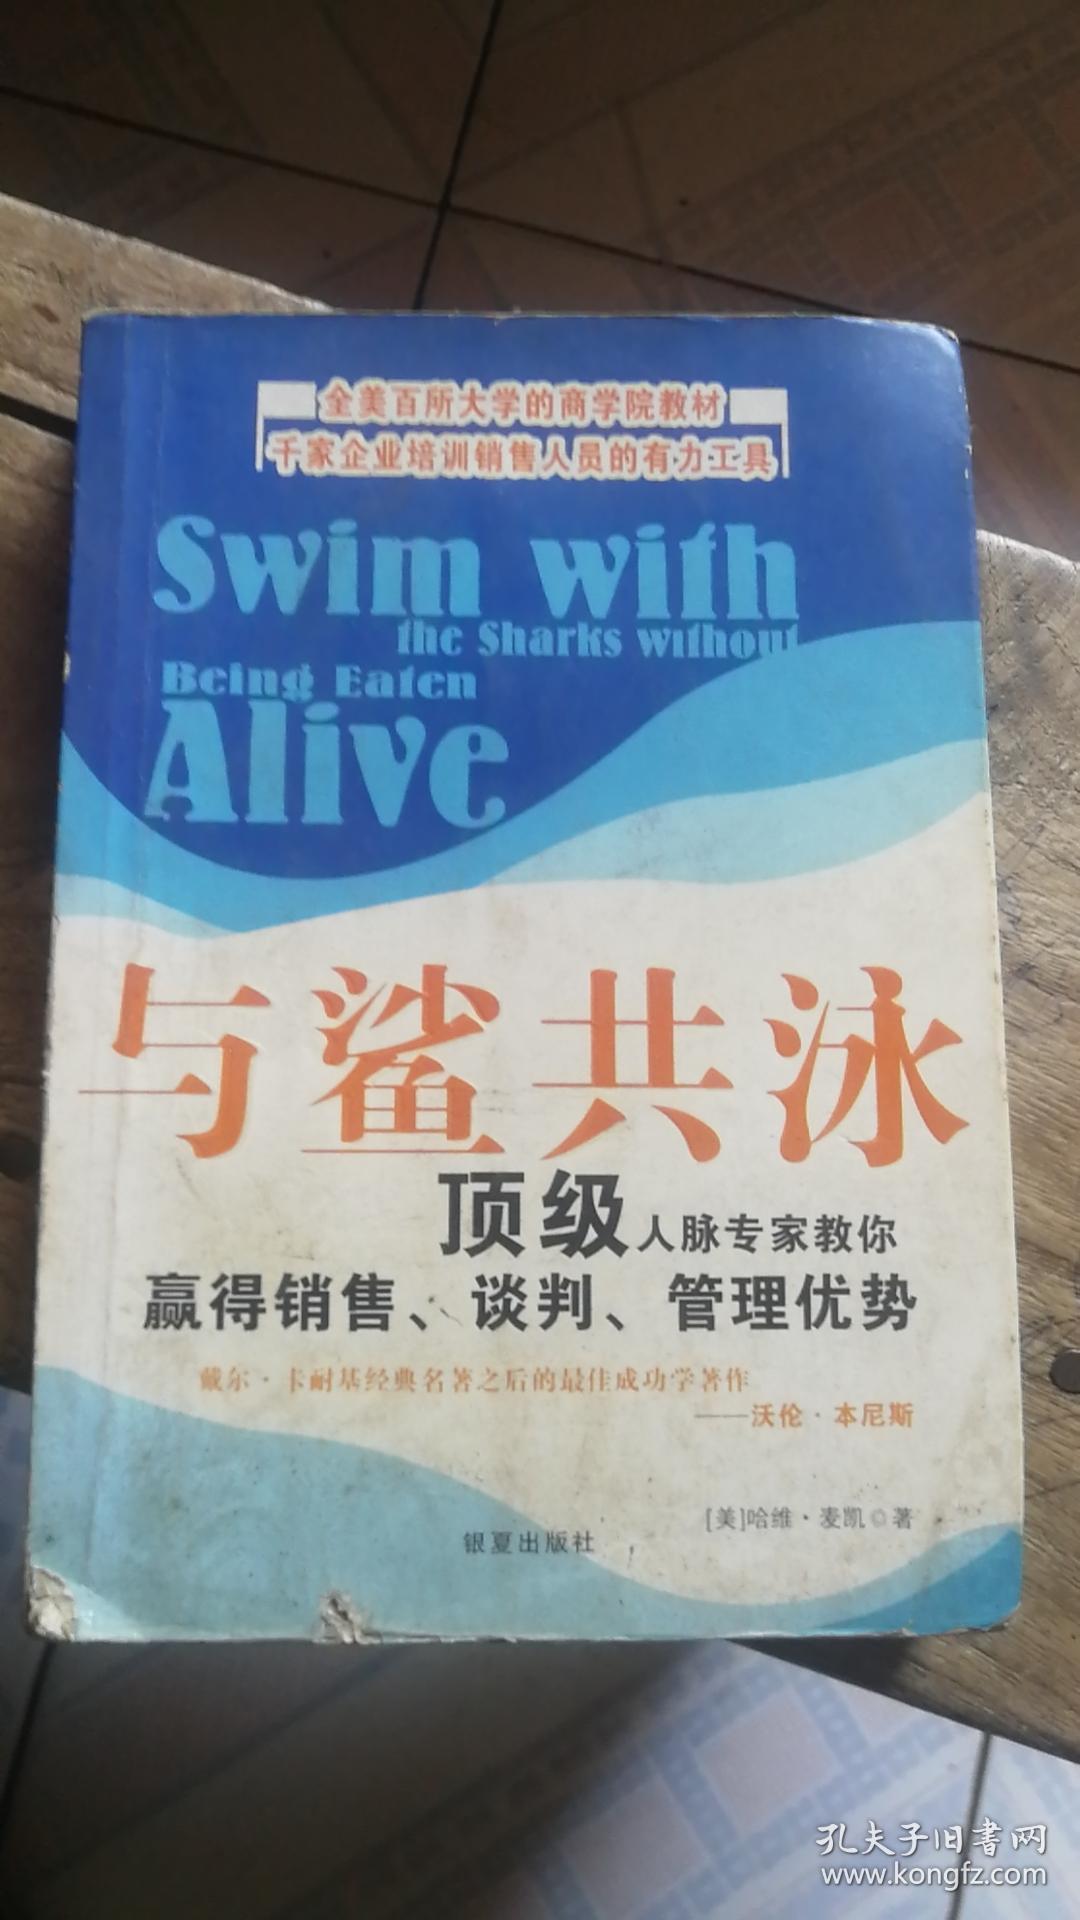 全美百所大学的商学院教材
千家企业培训销售人员的有力工具
Swim with
the Sharks without
Being Eaten
Alive
与鲨共泳
顶级人脉专家教你
赢得销售、谈判、管理优势
戴尔·卡耐基经典名著之后的最佳成功学著作
——沃伦·本尼斯
[美]哈维·麦凯◎著
银夏出版社
孔夫子旧书网
www.kongfz.com